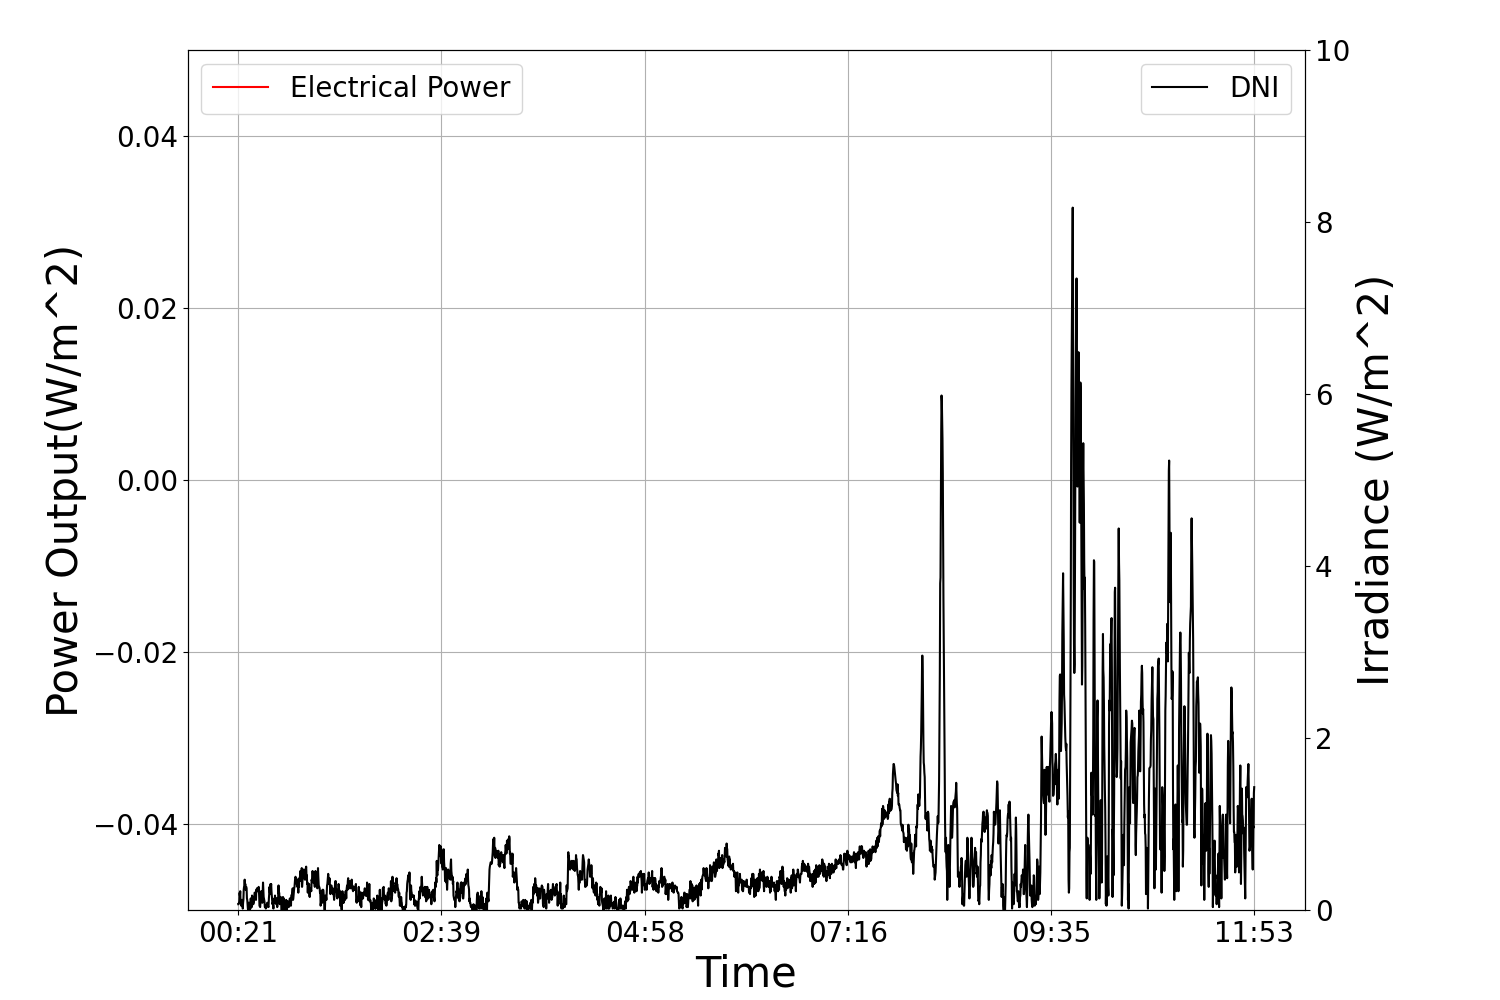 Electrical Power
DNI
Power Output(W/m^2)
0.04
0.02
0.00
−0.02
−0.04
10
8
6
4
2
0
Irradiance (W/m^2)
00:21 02:39 04:58 07:16 09:35 11:53
Time